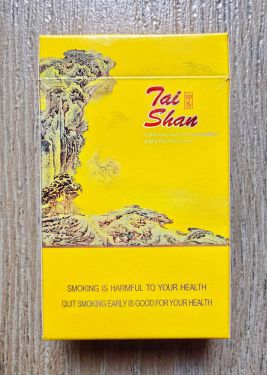 Tai
Shan
SMOKING IS HARMFUL TO YOUR HEALTH
QUIT SMOKING EARLY IS GOOD FOR YOUR HEALTH